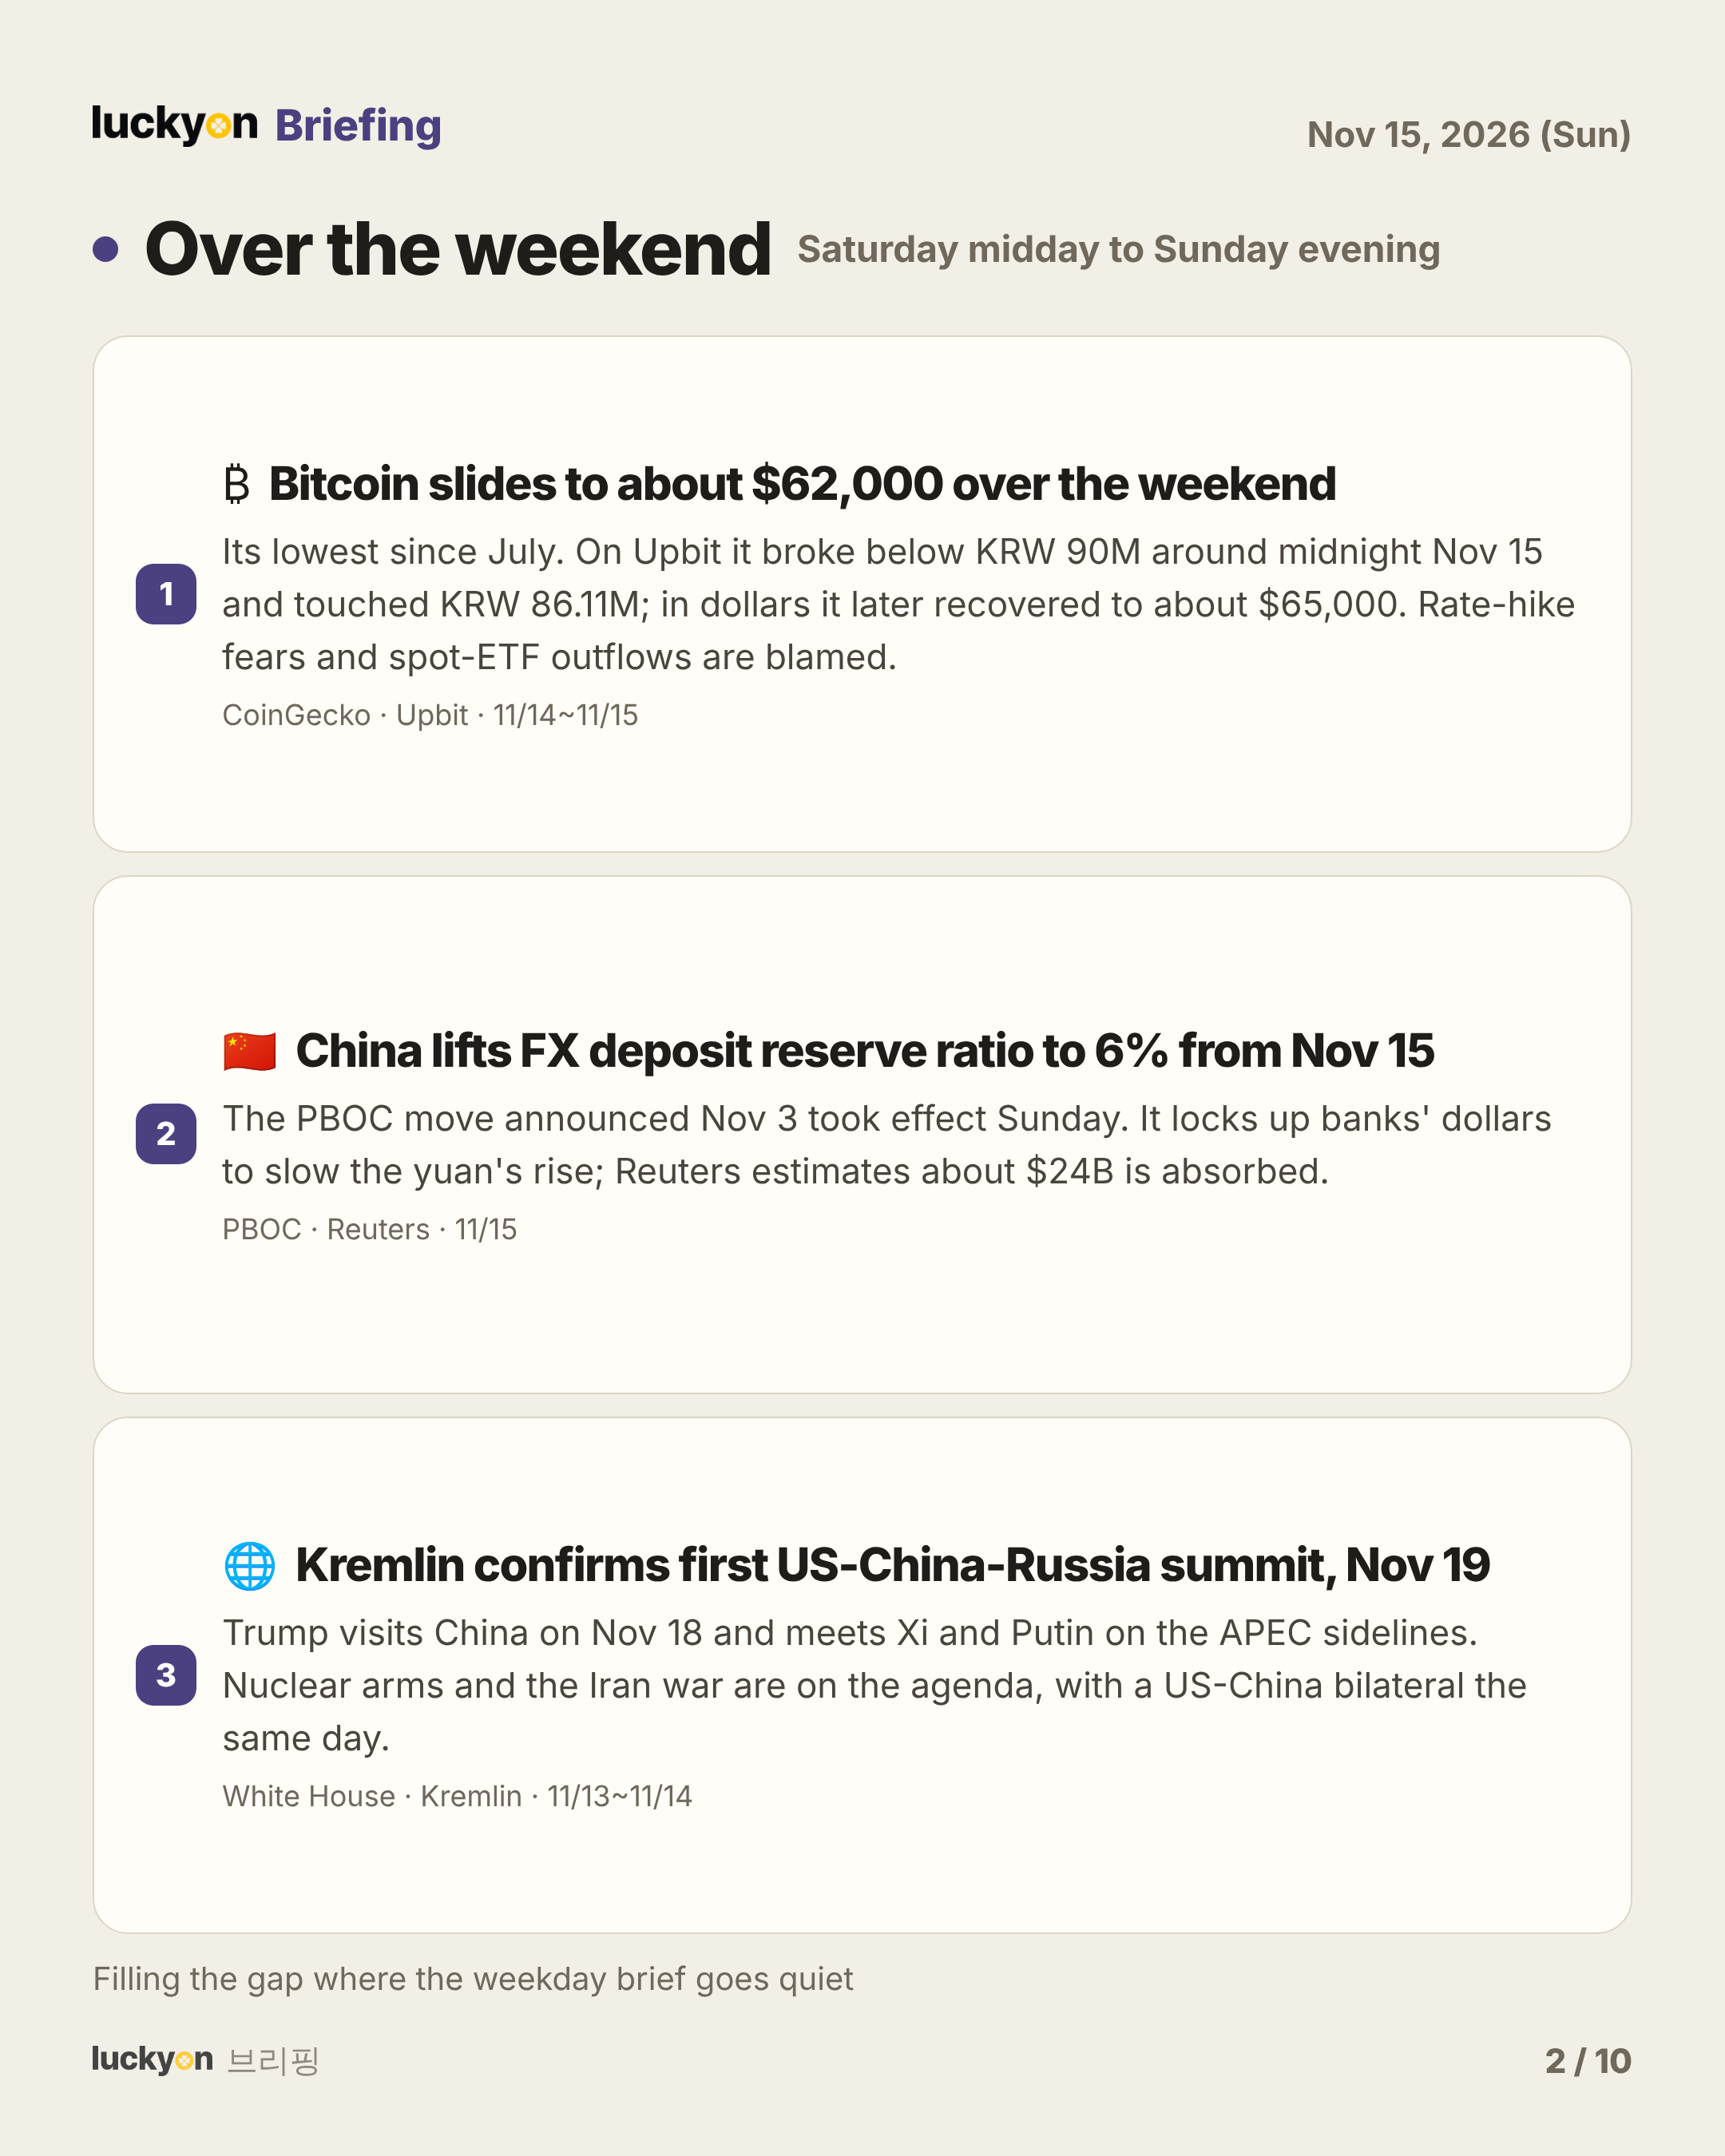 luckyon Briefing
Nov 15, 2026 (Sun)
Over the weekend Saturday midday to Sunday evening
1
₿ Bitcoin slides to about $62,000 over the weekend
Its lowest since July. On Upbit it broke below KRW 90M around midnight Nov 15
and touched KRW 86.11M; in dollars it later recovered to about $65,000. Rate-hike
fears and spot-ETF outflows are blamed.
CoinGecko · Upbit · 11/14~11/15
2
China lifts FX deposit reserve ratio to 6% from Nov 15
The PBOC move announced Nov 3 took effect Sunday. It locks up banks' dollars
to slow the yuan's rise; Reuters estimates about $24B is absorbed.
PBOC · Reuters · 11/15
3
Kremlin confirms first US-China-Russia summit, Nov 19
Trump visits China on Nov 18 and meets Xi and Putin on the APEC sidelines.
Nuclear arms and the Iran war are on the agenda, with a US-China bilateral the
same day.
White House · Kremlin · 11/13~11/14
Filling the gap where the weekday brief goes quiet
luckyon 브리핑
2 / 10